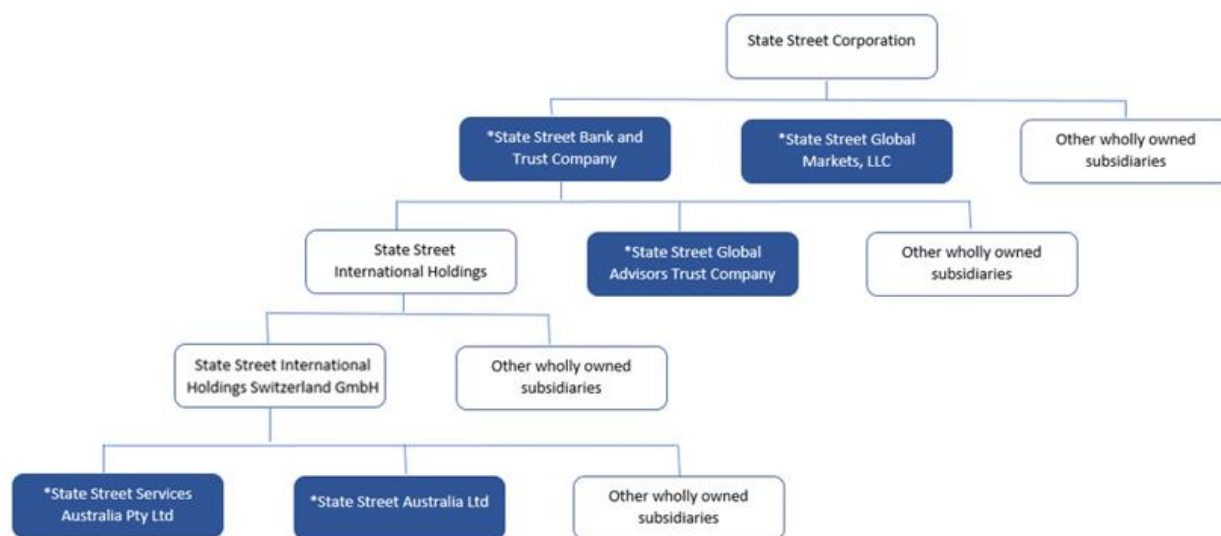 State Street Corporation
*State Street Bank and
Trust Company
*State Street Global
Markets, LLC
Other wholly owned
subsidiaries
State Street
International Holdings
*State Street Global
Advisors Trust Company
Other wholly owned
subsidiaries
State Street International
Holdings Switzerland GmbH
Other wholly owned
subsidiaries
*State Street Services
Australia Pty Ltd
*State Street Australia Ltd
Other wholly owned
subsidiaries